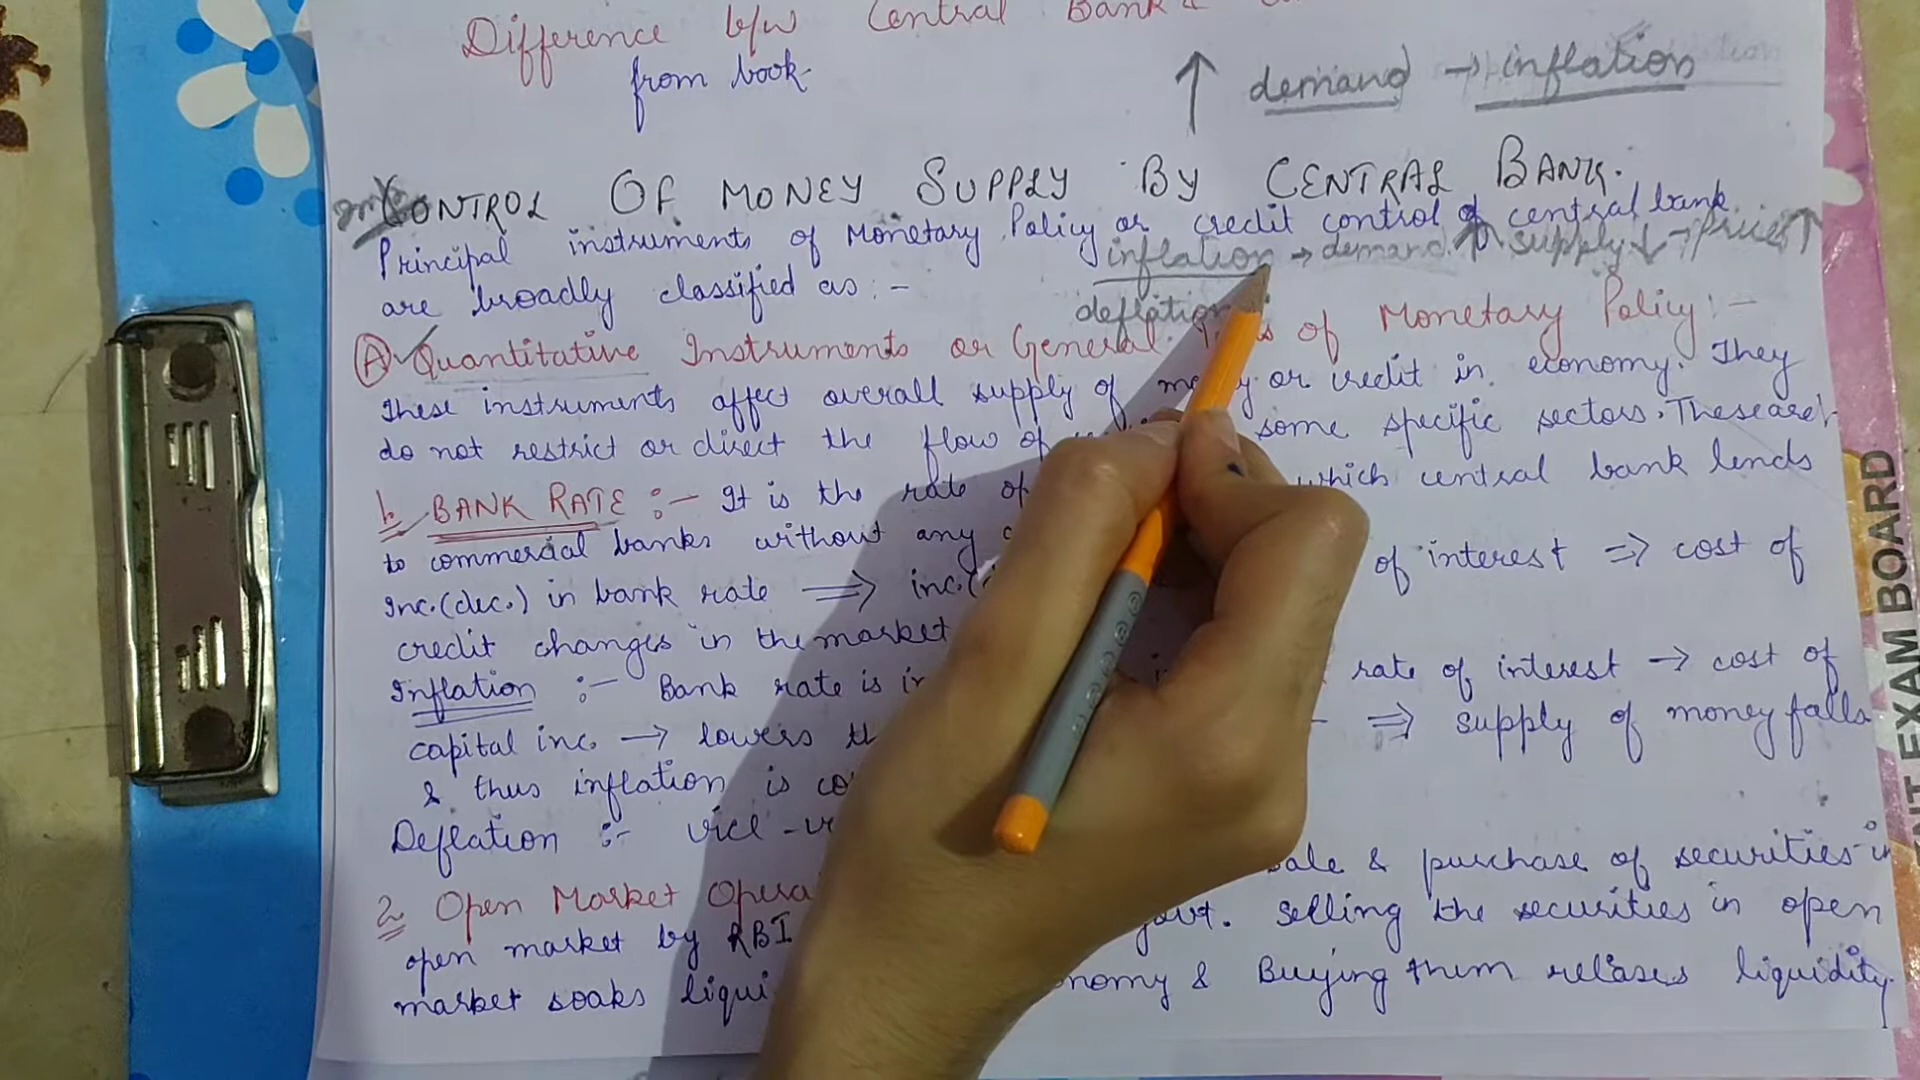 Difference b/w Central Bank &
from book.
↑ demand → inflation
CONTROL OF MONEY SUPPLY BY CENTRAL BANK.
Principal instruments of Monetary Policy or credit control of central bank
are broadly classified as :-
inflation → demand ↑ supply ↓ → Prices ↑
deflation
(A) Quantitative Instruments or General of Monetary Policy :-
These instruments affect overall supply of money or credit in economy. They
do not restrict or direct the flow of some specific sectors. These are
1. BANK RATE :- It is the rate of which central bank lends
to commercial banks without any
Inc.(dec.) in bank rate ⇒ inc.( of interest ⇒ cost of
credit changes in the market
Inflation :- Bank rate is rate of interest → cost of
capital inc. → lowers ⇒ supply of money falls
& thus inflation is
Deflation :- vice-
2. Open Market sale & purchase of securities in
open market by RBI govt. Selling the securities in open
market soaks & Buying them relases liquidity.
NT EXAM BOARD